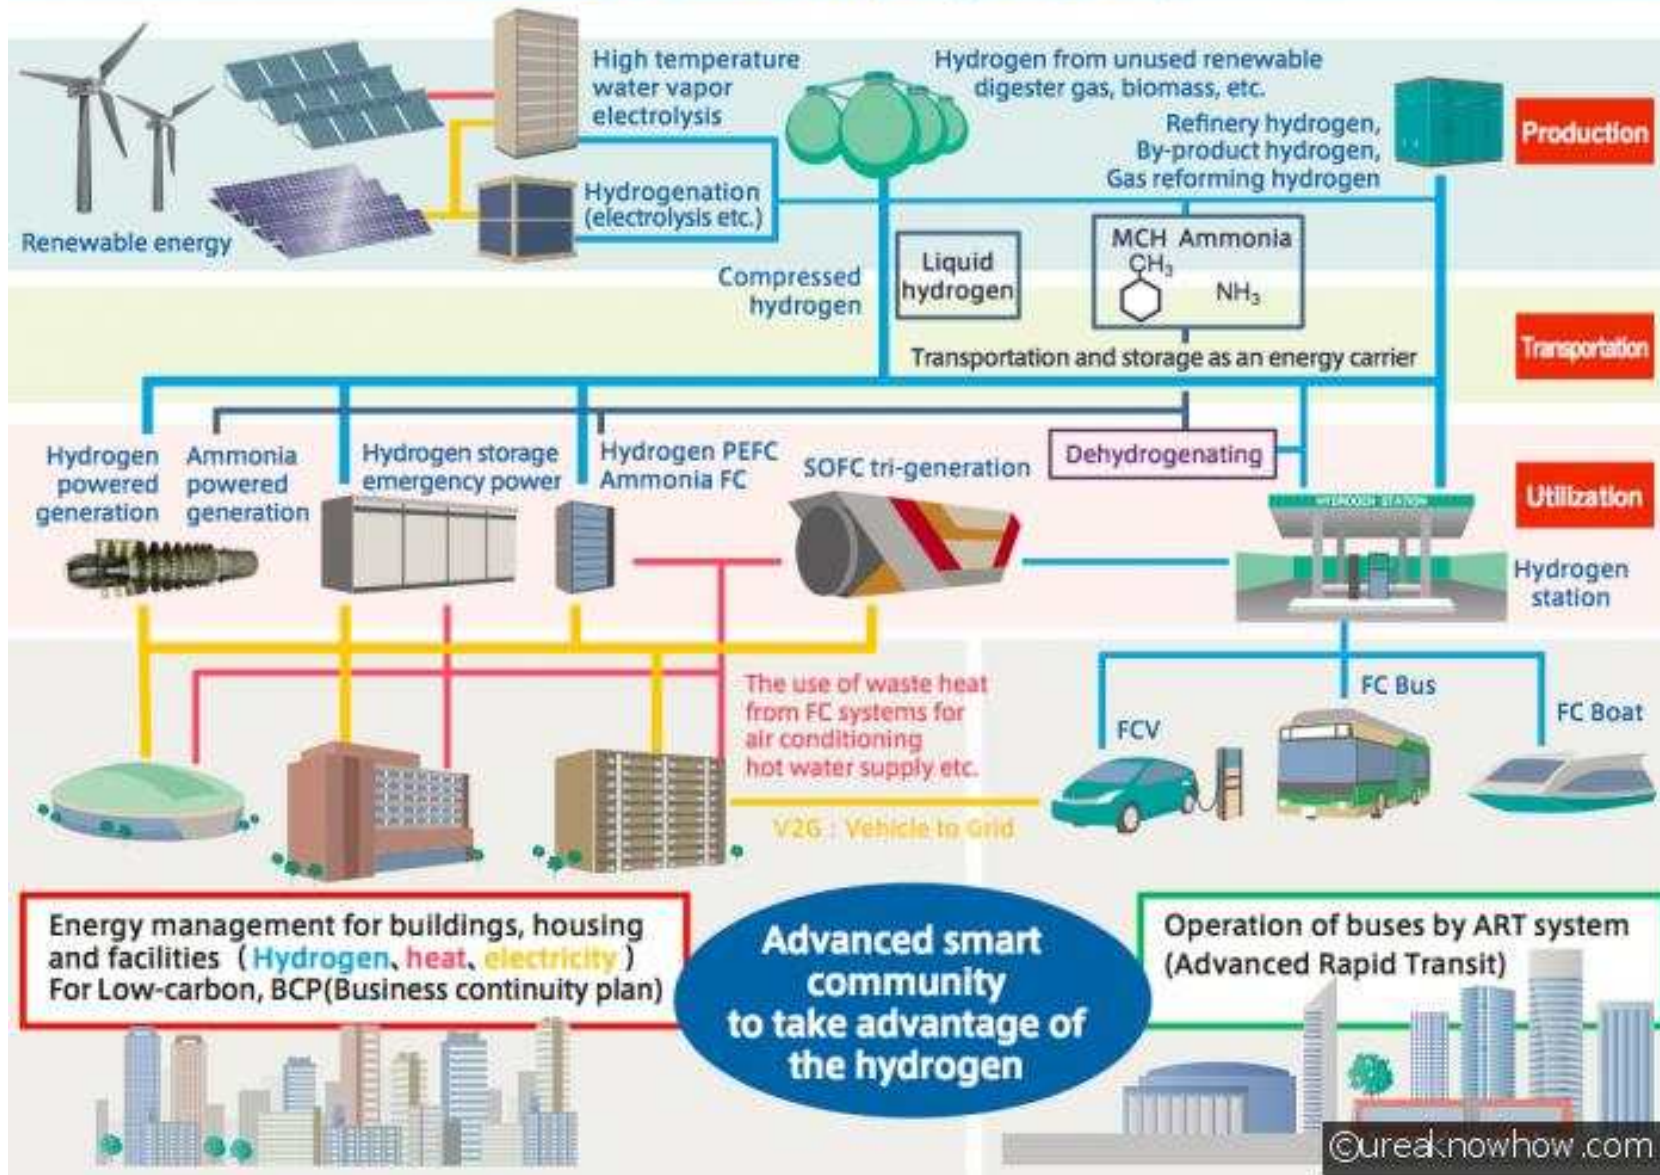 High temperature
water vapor
electrolysis
Hydrogen from unused renewable
digester gas, biomass, etc.
Refinery hydrogen,
By-product hydrogen,
Gas reforming hydrogen
Production
Hydrogenation
(electrolysis etc.)
Renewable energy
Compressed
hydrogen
Liquid
hydrogen
MCH Ammonia
CH₃
NH₃
Transportation and storage as an energy carrier
Transportation
Hydrogen
powered
generation
Ammonia
powered
generation
Hydrogen storage
emergency power
Hydrogen PEFC
Ammonia FC
SOFC tri-generation
Dehydrogenating
Utilization
HYDROGEN STATION
Hydrogen
station
The use of waste heat
from FC systems for
air conditioning
hot water supply etc.
V2G : Vehicle to Grid
FCV
FC Bus
FC Boat
Energy management for buildings, housing
and facilities (Hydrogen、heat、electricity)
For Low-carbon, BCP(Business continuity plan)
Advanced smart
community
to take advantage of
the hydrogen
Operation of buses by ART system
(Advanced Rapid Transit)
©ureaknowhow.com